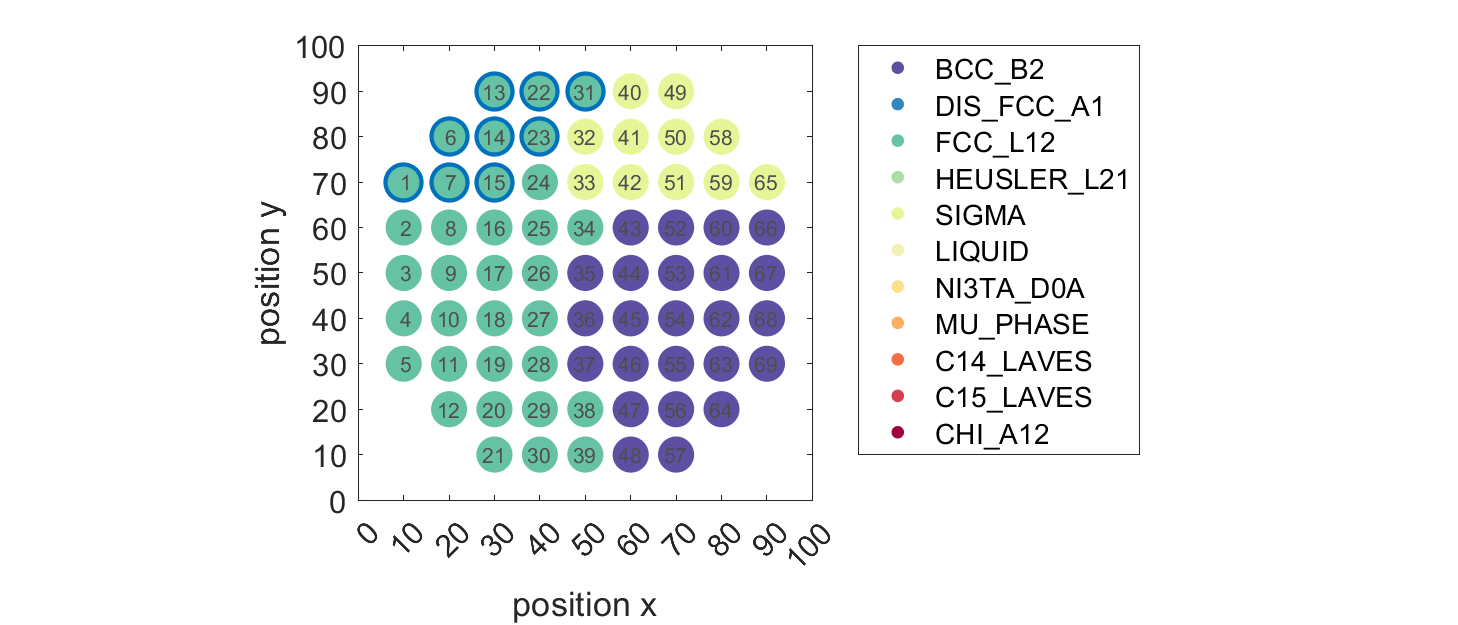 100
90
80
70
60
50
40
30
20
10
0
position y
13 22 31 40 49
6 14 23 32 41 50 58
1 7 15 24 33 42 51 59 65
2 8 16 25 34 43 52 60 66
3 9 17 26 35 44 53 61 67
4 10 18 27 36 45 54 62 68
5 11 19 28 37 46 55 63 69
12 20 29 38 47 56 64
21 30 39 48 57
0 10 20 30 40 50 60 70 80 90 100
position x
BCC_B2
DIS_FCC_A1
FCC_L12
HEUSLER_L21
SIGMA
LIQUID
NI3TA_D0A
MU_PHASE
C14_LAVES
C15_LAVES
CHI_A12